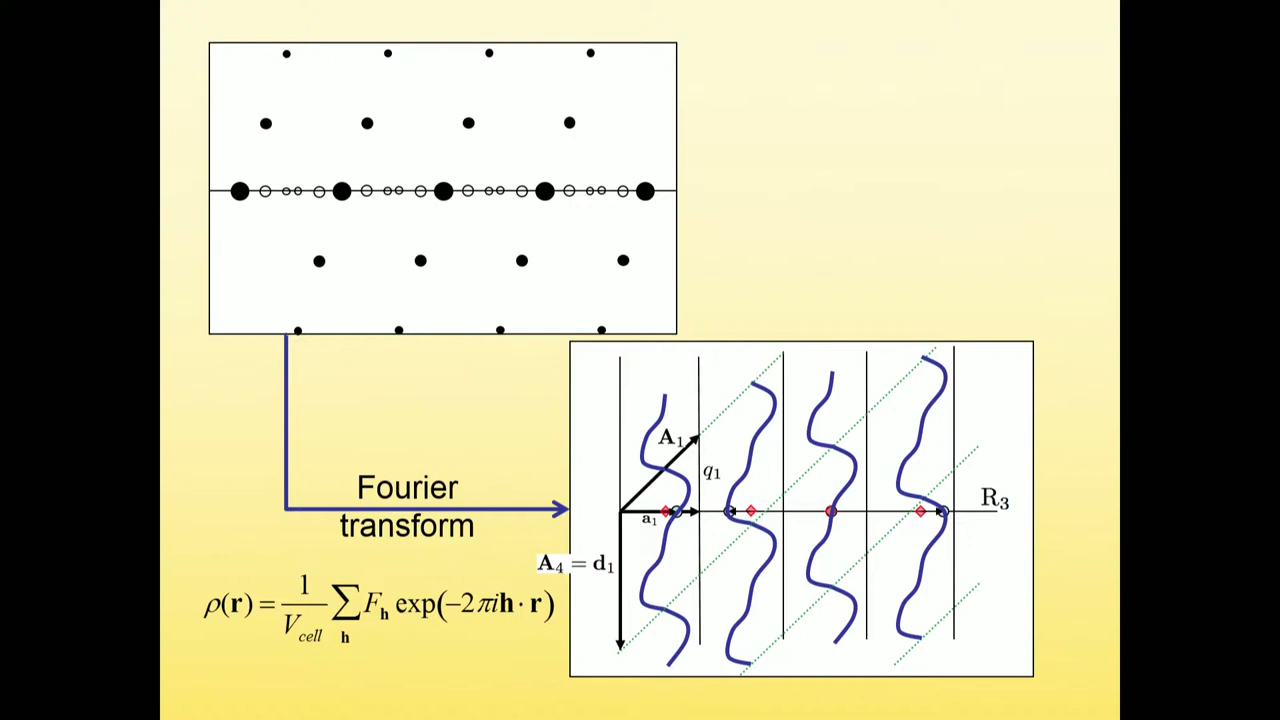 A₁
q₁
Fourier
transform
R₃
a₁
A₄ = d₁
ρ(r) = 1/V_cell ∑_h F_h exp(−2πih · r)